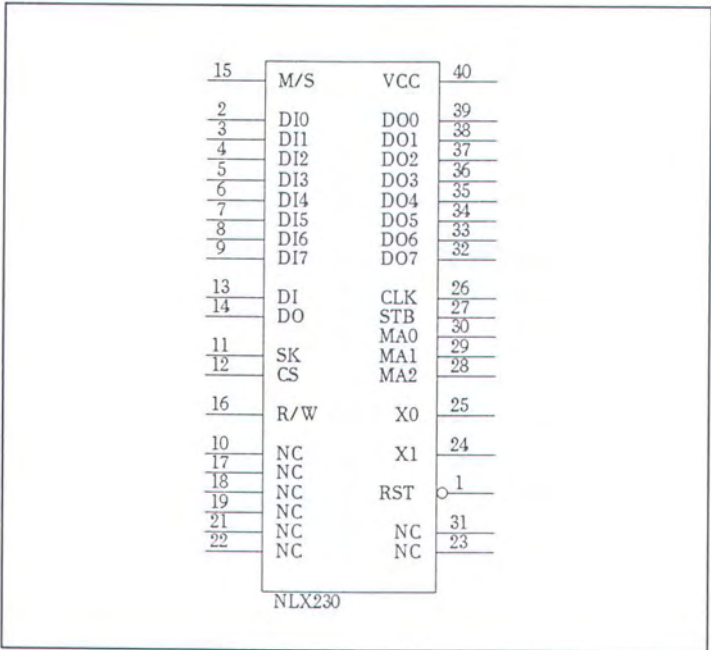 15 M/S VCC 40
2 DI0 DO0 39
3 DI1 DO1 38
4 DI2 DO2 37
5 DI3 DO3 36
6 DI4 DO4 35
7 DI5 DO5 34
8 DI6 DO6 33
9 DI7 DO7 32
13 DI CLK 26
14 DO STB 27
MA0 30
11 SK MA1 29
12 CS MA2 28
16 R/W X0 25
10 NC X1 24
17 NC
18 NC RST 1
19 NC
21 NC NC 31
22 NC NC 23
NLX230